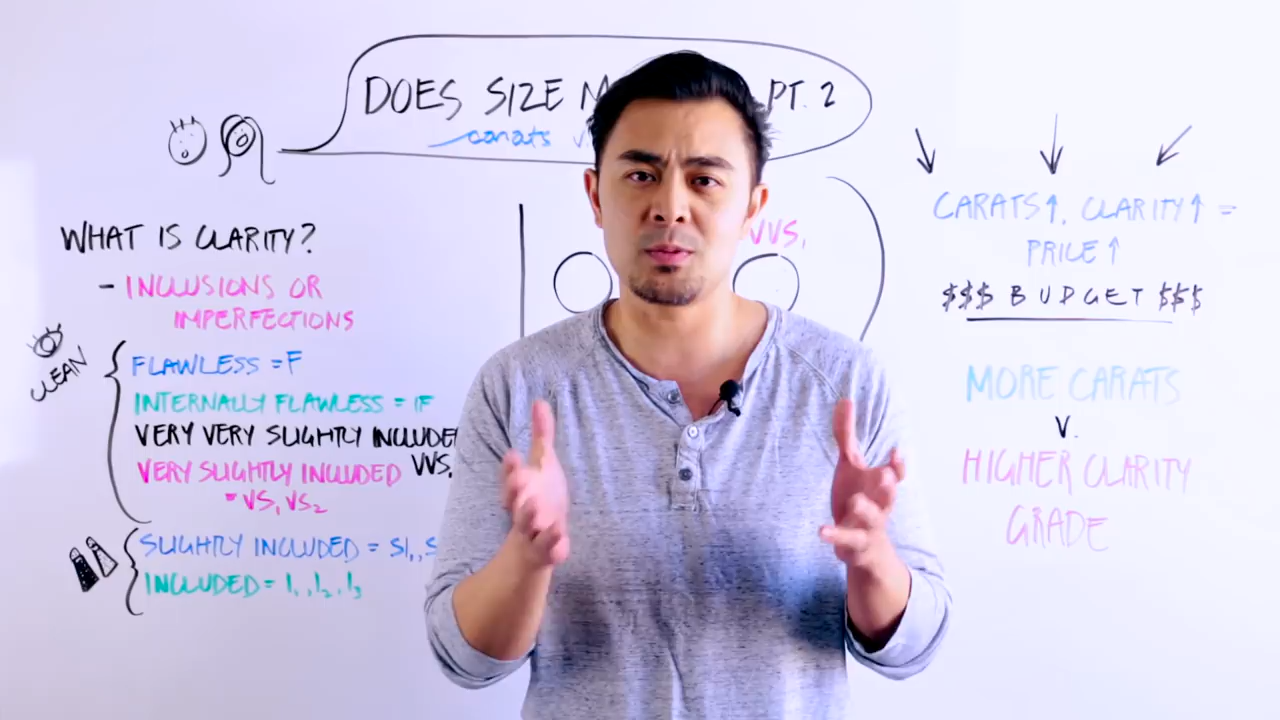 DOES SIZE PT. 2
carats
WHAT IS CLARITY?
- INCLUSIONS OR
IMPERFECTIONS
CLEAN
FLAWLESS = F
INTERNALLY FLAWLESS = IF
VERY VERY SLIGHTLY INCLUDE
VVS,
VERY SLIGHTLY INCLUDED
= VS₁, VS₂
SLIGHTLY INCLUDED = SI₁, S
INCLUDED = I₁, I₂, I₃
VVS₁
CARATS↑, CLARITY↑ =
PRICE↑
$$$ BUDGET $$$
MORE CARATS
V.
HIGHER CLARITY
GRADE